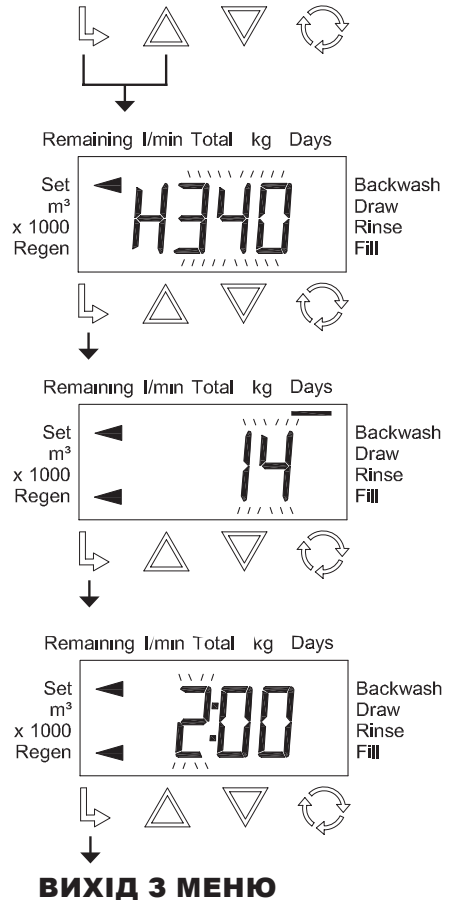 Remaining l/min Total kg Days
Set
m³
x 1000
Regen
H340
Backwash
Draw
Rinse
Fill
Remaining l/min Total kg Days
Set
m³
x 1000
Regen
14
Backwash
Draw
Rinse
Fill
Remaining l/min Total kg Days
Set
m³
x 1000
Regen
2:00
Backwash
Draw
Rinse
Fill
ВИХІД З МЕНЮ